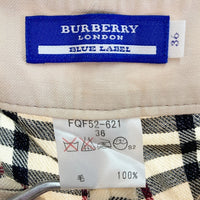 BURBERRY
LONDON
BLUE LABEL
36
FQF52-621
36
毛 100%